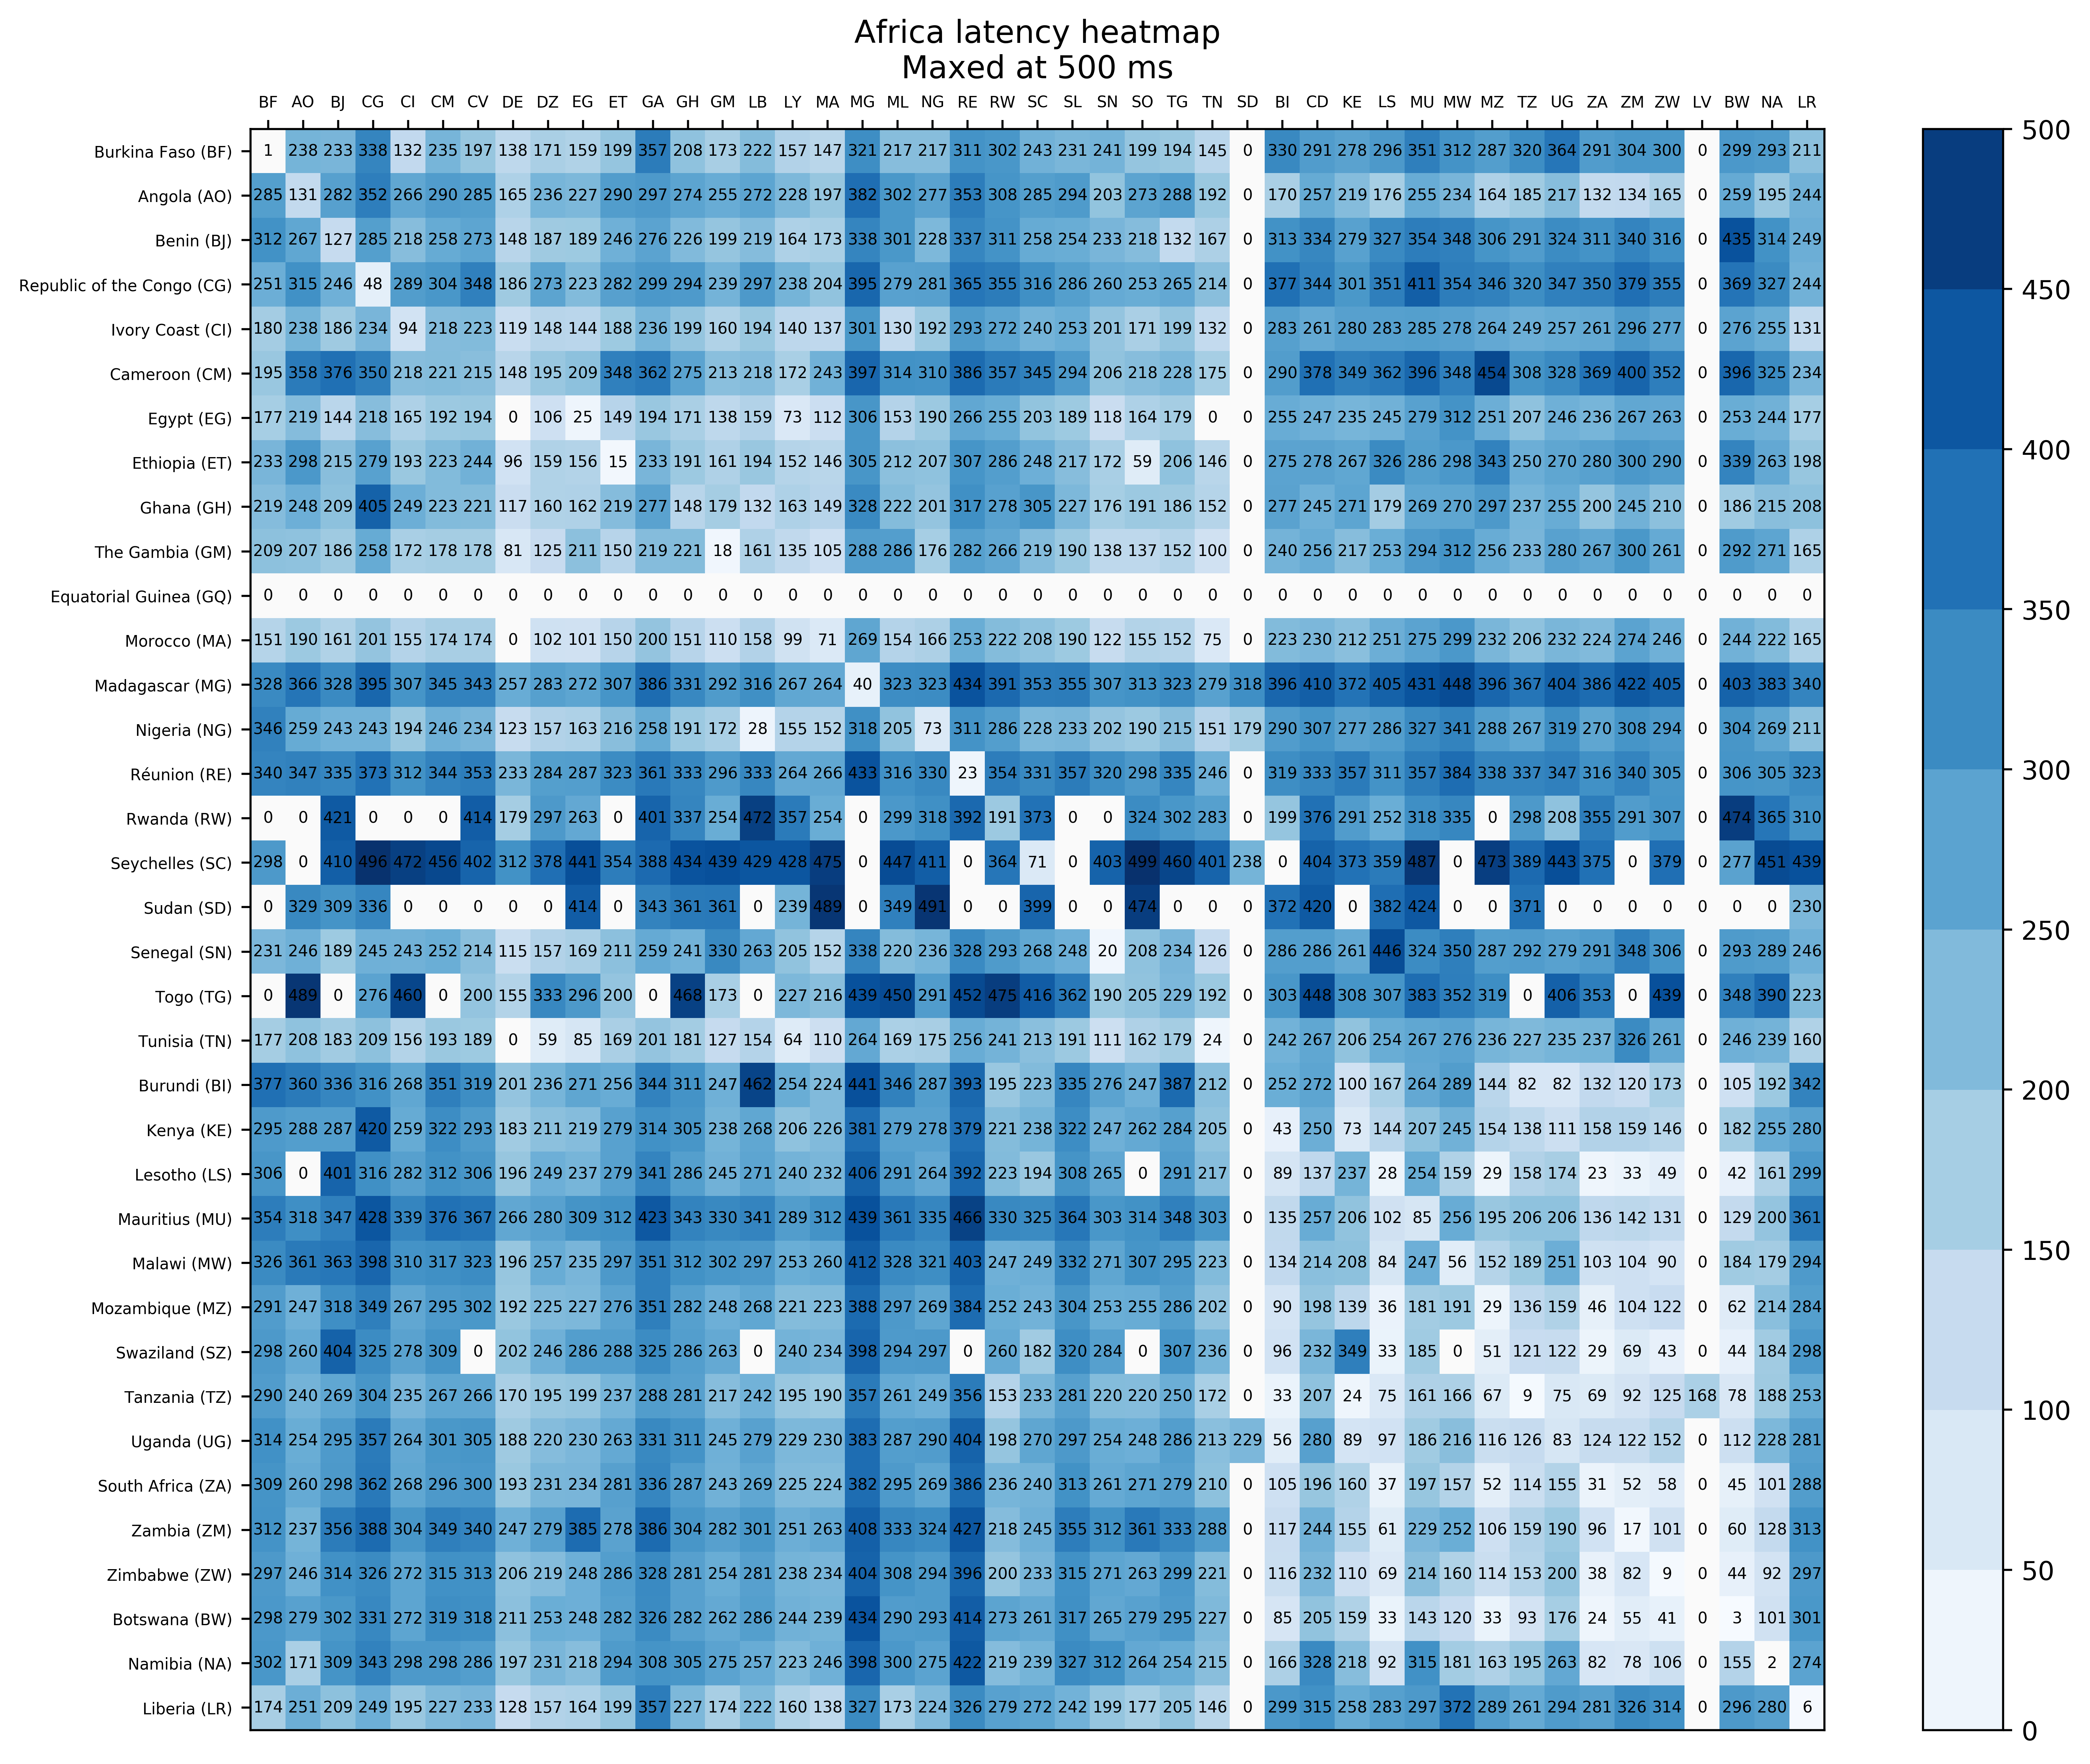 Africa latency heatmap
Maxed at 500 ms
BF AO BJ CG CI CM CV DE DZ EG ET GA GH GM LB LY MA MG ML NG RE RW SC SL SN SO TG TN SD BI CD KE LS MU MW MZ TZ UG ZA ZM ZW LV BW NA LR
Burkina Faso (BF) 1 238 233 338 132 235 197 138 171 159 199 357 208 173 222 157 147 321 217 217 311 302 243 231 241 199 194 145 0 330 291 278 296 351 312 287 320 364 291 304 300 0 299 293 211
Angola (AO) 285 131 282 352 266 290 285 165 236 227 290 297 274 255 272 228 197 382 302 277 353 308 285 294 203 273 288 192 0 170 257 219 176 255 234 164 185 217 132 134 165 0 259 195 244
Benin (BJ) 312 267 127 285 218 258 273 148 187 189 246 276 226 199 219 164 173 338 301 228 337 311 258 254 233 218 132 167 0 313 334 279 327 354 348 306 291 324 311 340 316 0 435 314 249
Republic of the Congo (CG) 251 315 246 48 289 304 348 186 273 223 282 299 294 239 297 238 204 395 279 281 365 355 316 286 260 253 265 214 0 377 344 301 351 411 354 346 320 347 350 379 355 0 369 327 244
Ivory Coast (CI) 180 238 186 234 94 218 223 119 148 144 188 236 199 160 194 140 137 301 130 192 293 272 240 253 201 171 199 132 0 283 261 280 283 285 278 264 249 257 261 296 277 0 276 255 131
Cameroon (CM) 195 358 376 350 218 221 215 148 195 209 348 362 275 213 218 172 243 397 314 310 386 357 345 294 206 218 228 175 0 290 378 349 362 396 348 454 308 328 369 400 352 0 396 325 234
Egypt (EG) 177 219 144 218 165 192 194 0 106 25 149 194 171 138 159 73 112 306 153 190 266 255 203 189 118 164 179 0 0 255 247 235 245 279 312 251 207 246 236 267 263 0 253 244 177
Ethiopia (ET) 233 298 215 279 193 223 244 96 159 156 15 233 191 161 194 152 146 305 212 207 307 286 248 217 172 59 206 146 0 275 278 267 326 286 298 343 250 270 280 300 290 0 339 263 198
Ghana (GH) 219 248 209 405 249 223 221 117 160 162 219 277 148 179 132 163 149 328 222 201 317 278 305 227 176 191 186 152 0 277 245 271 179 269 270 297 237 255 200 245 210 0 186 215 208
The Gambia (GM) 209 207 186 258 172 178 178 81 125 211 150 219 221 18 161 135 105 288 286 176 282 266 219 190 138 137 152 100 0 240 256 217 253 294 312 256 233 280 267 300 261 0 292 271 165
Equatorial Guinea (GQ) 0 0 0 0 0 0 0 0 0 0 0 0 0 0 0 0 0 0 0 0 0 0 0 0 0 0 0 0 0 0 0 0 0 0 0 0 0 0 0 0 0 0 0 0 0
Morocco (MA) 151 190 161 201 155 174 174 0 102 101 150 200 151 110 158 99 71 269 154 166 253 222 208 190 122 155 152 75 0 223 230 212 251 275 299 232 206 232 224 274 246 0 244 222 165
Madagascar (MG) 328 366 328 395 307 345 343 257 283 272 307 386 331 292 316 267 264 40 323 323 434 391 353 355 307 313 323 279 318 396 410 372 405 431 448 396 367 404 386 422 405 0 403 383 340
Nigeria (NG) 346 259 243 243 194 246 234 123 157 163 216 258 191 172 28 155 152 318 205 73 311 286 228 233 202 190 215 151 179 290 307 277 286 327 341 288 267 319 270 308 294 0 304 269 211
Réunion (RE) 340 347 335 373 312 344 353 233 284 287 323 361 333 296 333 264 266 433 316 330 23 354 331 357 320 298 335 246 0 319 333 357 311 357 384 338 337 347 316 340 305 0 306 305 323
Rwanda (RW) 0 0 421 0 0 0 414 179 297 263 0 401 337 254 472 357 254 0 299 318 392 191 373 0 0 324 302 283 0 199 376 291 252 318 335 0 298 208 355 291 307 0 474 365 310
Seychelles (SC) 298 0 410 496 472 456 402 312 378 441 354 388 434 439 429 428 475 0 447 411 0 364 71 0 403 499 460 401 238 0 404 373 359 487 0 473 389 443 375 0 379 0 277 451 439
Sudan (SD) 0 329 309 336 0 0 0 0 0 414 0 343 361 361 0 239 489 0 349 491 0 0 399 0 0 474 0 0 0 372 420 0 382 424 0 0 371 0 0 0 0 0 0 0 230
Senegal (SN) 231 246 189 245 243 252 214 115 157 169 211 259 241 330 263 205 152 338 220 236 328 293 268 248 20 208 234 126 0 286 286 261 446 324 350 287 292 279 291 348 306 0 293 289 246
Togo (TG) 0 489 0 276 460 0 200 155 333 296 200 0 468 173 0 227 216 439 450 291 452 475 416 362 190 205 229 192 0 303 448 308 307 383 352 319 0 406 353 0 439 0 348 390 223
Tunisia (TN) 177 208 183 209 156 193 189 0 59 85 169 201 181 127 154 64 110 264 169 175 256 241 213 191 111 162 179 24 0 242 267 206 254 267 276 236 227 235 237 326 261 0 246 239 160
Burundi (BI) 377 360 336 316 268 351 319 201 236 271 256 344 311 247 462 254 224 441 346 287 393 195 223 335 276 247 387 212 0 252 272 100 167 264 289 144 82 82 132 120 173 0 105 192 342
Kenya (KE) 295 288 287 420 259 322 293 183 211 219 279 314 305 238 268 206 226 381 279 278 379 221 238 322 247 262 284 205 0 43 250 73 144 207 245 154 138 111 158 159 146 0 182 255 280
Lesotho (LS) 306 0 401 316 282 312 306 196 249 237 279 341 286 245 271 240 232 406 291 264 392 223 194 308 265 0 291 217 0 89 137 237 28 254 159 29 158 174 23 33 49 0 42 161 299
Mauritius (MU) 354 318 347 428 339 376 367 266 280 309 312 423 343 330 341 289 312 439 361 335 466 330 325 364 303 314 348 303 0 135 257 206 102 85 256 195 206 206 136 142 131 0 129 200 361
Malawi (MW) 326 361 363 398 310 317 323 196 257 235 297 351 312 302 297 253 260 412 328 321 403 247 249 332 271 307 295 223 0 134 214 208 84 247 56 152 189 251 103 104 90 0 184 179 294
Mozambique (MZ) 291 247 318 349 267 295 302 192 225 227 276 351 282 248 268 221 223 388 297 269 384 252 243 304 253 255 286 202 0 90 198 139 36 181 191 29 136 159 46 104 122 0 62 214 284
Swaziland (SZ) 298 260 404 325 278 309 0 202 246 286 288 325 286 263 0 240 234 398 294 297 0 260 182 320 284 0 307 236 0 96 232 349 33 185 0 51 121 122 29 69 43 0 44 184 298
Tanzania (TZ) 290 240 269 304 235 267 266 170 195 199 237 288 281 217 242 195 190 357 261 249 356 153 233 281 220 220 250 172 0 33 207 24 75 161 166 67 9 75 69 92 125 168 78 188 253
Uganda (UG) 314 254 295 357 264 301 305 188 220 230 263 331 311 245 279 229 230 383 287 290 404 198 270 297 254 248 286 213 229 56 280 89 97 186 216 116 126 83 124 122 152 0 112 228 281
South Africa (ZA) 309 260 298 362 268 296 300 193 231 234 281 336 287 243 269 225 224 382 295 269 386 236 240 313 261 271 279 210 0 105 196 160 37 197 157 52 114 155 31 52 58 0 45 101 288
Zambia (ZM) 312 237 356 388 304 349 340 247 279 385 278 386 304 282 301 251 263 408 333 324 427 218 245 355 312 361 333 288 0 117 244 155 61 229 252 106 159 190 96 17 101 0 60 128 313
Zimbabwe (ZW) 297 246 314 326 272 315 313 206 219 248 286 328 281 254 281 238 234 404 308 294 396 200 233 315 271 263 299 221 0 116 232 110 69 214 160 114 153 200 38 82 9 0 44 92 297
Botswana (BW) 298 279 302 331 272 319 318 211 253 248 282 326 282 262 286 244 239 434 290 293 414 273 261 317 265 279 295 227 0 85 205 159 33 143 120 33 93 176 24 55 41 0 3 101 301
Namibia (NA) 302 171 309 343 298 298 286 197 231 218 294 308 305 275 257 223 246 398 300 275 422 219 239 327 312 264 254 215 0 166 328 218 92 315 181 163 195 263 82 78 106 0 155 2 274
Liberia (LR) 174 251 209 249 195 227 233 128 157 164 199 357 227 174 222 160 138 327 173 224 326 279 272 242 199 177 205 146 0 299 315 258 283 297 372 289 261 294 281 326 314 0 296 280 6
500
450
400
350
300
250
200
150
100
50
0